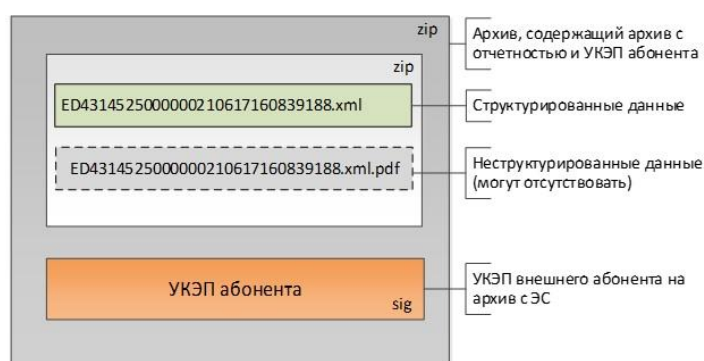 zip
Архив, содержащий архив с
отчетностью и УКЭП абонента
zip
ED4314525000000210617160839188.xml
Структурированные данные
ED4314525000000210617160839188.xml.pdf
Неструктурированные данные
(могут отсутствовать)
УКЭП абонента
sig
УКЭП внешнего абонента на
архив с ЭС